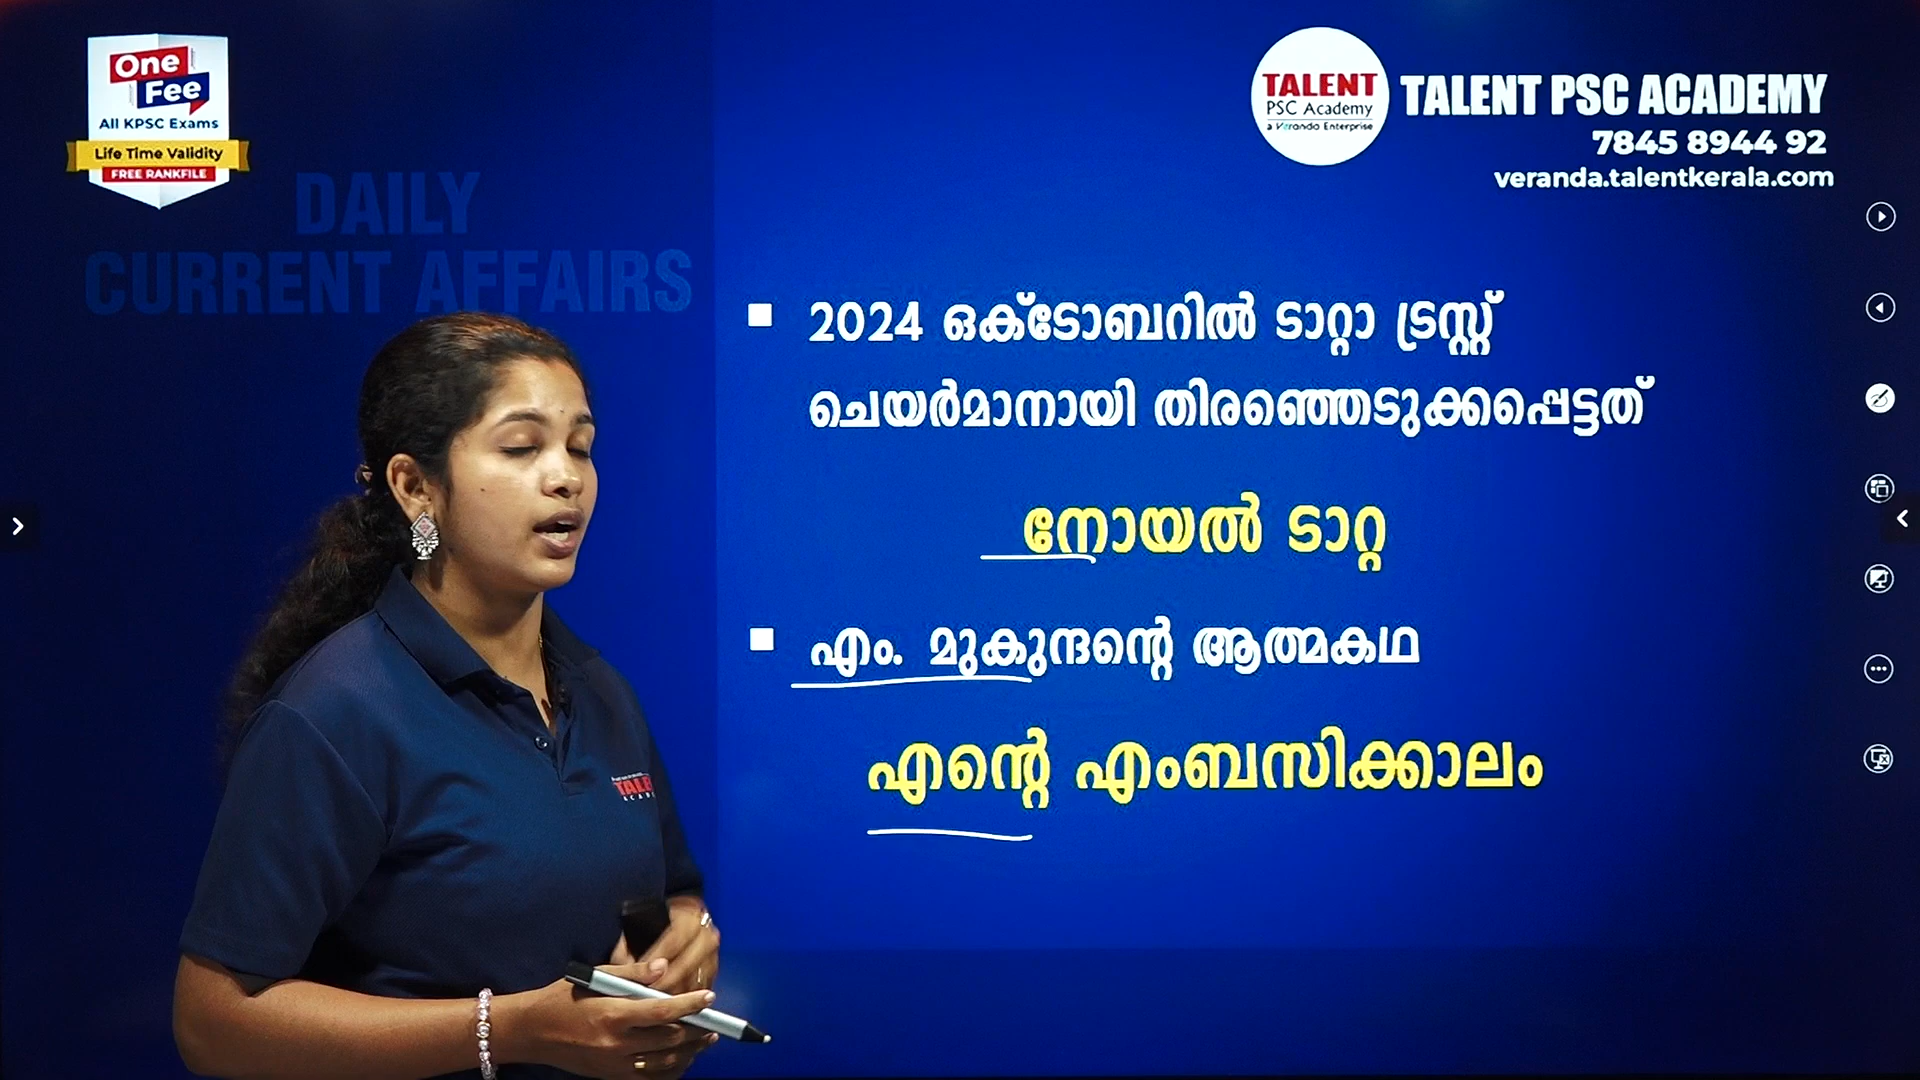 One
Fee
All KPSC Exams
Life Time Validity
FREE RANKFILE
TALENT
PSC Academy
a Veranda Enterprise
TALENT PSC ACADEMY
7845 8944 92
veranda.talentkerala.com
DAILY
CURRENT AFFAIRS
2024 ഒക്ടോബറിൽ ടാറ്റാ ട്രസ്റ്റ്
ചെയർമാനായി തിരഞ്ഞെടുക്കപ്പെട്ടത്
നോയൽ ടാറ്റ
എം. മുകുന്ദന്റെ ആത്മകഥ
എന്റെ എംബസിക്കാലം